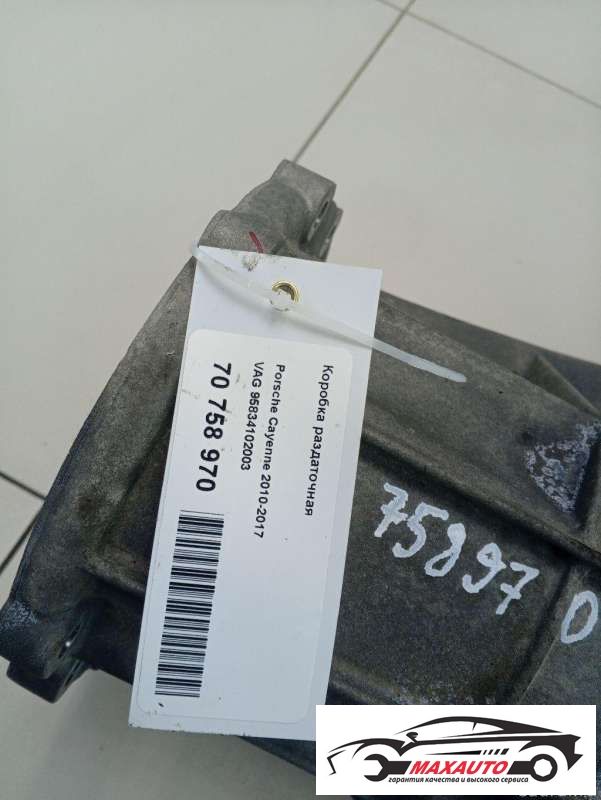 Коробка раздаточная
Porsche Cayenne 2010-2017
VAG 95834102003
70 758 970
75897 0
MAXAUTO
гарантия качества и высокого сервиса